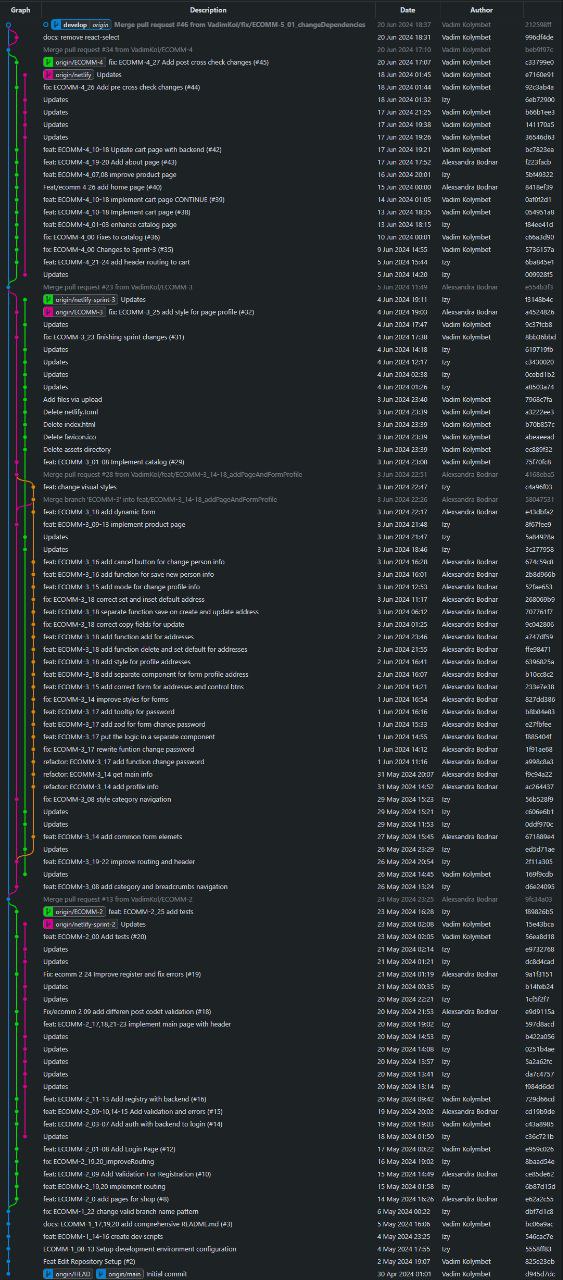 Graph Description Date Author
develop origin Merge pull request #46 from VadimKol/fix/ECOMM-5_01_changeDependencies 20 Jun 2024 18:37 Vadim Kolymbet 212598ff
docs: remove react-select 20 Jun 2024 18:31 Vadim Kolymbet 996df4de
Merge pull request #34 from VadimKol/ECOMM-4 20 Jun 2024 17:10 Vadim Kolymbet beb9f97c
origin/ECOMM-4 fix: ECOMM-4_27 Add post cross check changes (#45) 20 Jun 2024 17:07 Vadim Kolymbet c33799e0
origin/netlify Updates 18 Jun 2024 01:45 Vadim Kolymbet e7160e91
fix: ECOMM-4_26 Add pre cross check changes (#44) 18 Jun 2024 01:44 Vadim Kolymbet 92c3ab4a
Updates 18 Jun 2024 01:32 Izy 6eb72900
Updates 17 Jun 2024 21:25 Vadim Kolymbet b66b1ee3
Updates 17 Jun 2024 19:38 Vadim Kolymbet 141170a5
Updates 17 Jun 2024 19:26 Vadim Kolymbet 36546d63
feat: ECOMM-4_10-18 Update cart page with backend (#42) 17 Jun 2024 19:21 Vadim Kolymbet bc7823ea
feat: ECOMM-4_19-20 Add about page (#43) 17 Jun 2024 17:52 Alexsandra Bodnar f223facb
feat: ECOMM-4_07,08 improve product page 16 Jun 2024 20:01 Izy 5bf49322
Feat/ecomm 4 26 add home page (#40) 15 Jun 2024 00:00 Alexsandra Bodnar 8418ef39
feat: ECOMM-4_10-18 implement cart page CONTINUE (#39) 14 Jun 2024 01:05 Vadim Kolymbet 0af0f2d1
feat: ECOMM-4_10-18 Implement cart page (#38) 13 Jun 2024 18:35 Vadim Kolymbet 054951a8
feat: ECOMM-4_01-03 enhance catalog page 13 Jun 2024 18:15 Izy f84ee41d
feat: ECOMM-4_00 Fixes to catalog (#36) 10 Jun 2024 00:01 Vadim Kolymbet c66a3d90
fix: ECOMM-4_00 Changes to Sprint-3 (#35) 9 Jun 2024 14:55 Vadim Kolymbet 5736157a
feat: ECOMM-4_21-24 add header routing to cart 5 Jun 2024 15:44 Izy 6ba845e1
Updates 5 Jun 2024 14:20 Izy 009928f5
Merge pull request #23 from VadimKol/ECOMM-3 5 Jun 2024 11:49 Alexsandra Bodnar e554b3f3
origin/netlify-sprint-3 Updates 4 Jun 2024 19:11 Izy f3148b4c
origin/ECOMM-3 fix: ECOMM-3_25 add style for page profile (#32) 4 Jun 2024 19:03 Alexsandra Bodnar a4524826
Updates 4 Jun 2024 17:47 Vadim Kolymbet 9c37fcb8
fix: ECOMM-3_23 finishing sprint changes (#31) 4 Jun 2024 17:38 Vadim Kolymbet 8bb36bbd
Updates 4 Jun 2024 14:18 Izy 619719fb
Updates 4 Jun 2024 12:17 Izy c3430020
Updates 4 Jun 2024 02:38 Izy 0cebd1b2
Updates 4 Jun 2024 01:26 Izy a8503a74
Add files via upload 3 Jun 2024 23:40 Vadim Kolymbet 7968c7fa
Delete netlify.toml 3 Jun 2024 23:39 Vadim Kolymbet a3222ee3
Delete index.html 3 Jun 2024 23:39 Vadim Kolymbet b70b857c
Delete favicon.ico 3 Jun 2024 23:39 Vadim Kolymbet abeaeead
Delete assets directory 3 Jun 2024 23:39 Vadim Kolymbet ed889f32
feat: ECOMM-3_01-08 Implement catalog (#29) 3 Jun 2024 23:08 Vadim Kolymbet 75f70fc8
Merge pull request #28 from VadimKol/feat/ECOMM-3_14-18_addPageAndFormProfile 3 Jun 2024 22:51 Alexsandra Bodnar 4168eba5
feat: change visual styles 3 Jun 2024 22:47 Izy c4a96f03
Merge branch 'ECOMM-3' into feat/ECOMM-3_14-18_addPageAndFormProfile 3 Jun 2024 22:26 Alexsandra Bodnar 58047531
feat: ECOMM-3_18 add dynamic form 3 Jun 2024 22:17 Alexsandra Bodnar e43dbfa2
feat: ECOMM-3_09-13 implement product page 3 Jun 2024 21:48 Izy 8f67fee9
Updates 3 Jun 2024 21:47 Izy 5a84928a
Updates 3 Jun 2024 18:46 Izy 3c277958
feat: ECOMM-3_16 add cancel button for change person info 3 Jun 2024 16:28 Alexsandra Bodnar 674c59c8
feat: ECOMM-3_16 add function for save new person info 3 Jun 2024 16:01 Alexsandra Bodnar 2b8d966b
feat: ECOMM-3_15 add mode for change profile info 3 Jun 2024 12:53 Alexsandra Bodnar 52fae653
fix: ECOMM-3_18 correct set and inset default address 3 Jun 2024 11:17 Alexsandra Bodnar 268069b9
feat: ECOMM-3_18 separate function save on create and update address 3 Jun 2024 06:12 Alexsandra Bodnar 707761f7
fix: ECOMM-3_18 correct copy fields for update 3 Jun 2024 01:25 Alexsandra Bodnar 9c042806
feat: ECOMM-3_18 add function add for addresses 2 Jun 2024 23:46 Alexsandra Bodnar a747df59
feat: ECOMM-3_18 add function delete and set default for addresses 2 Jun 2024 21:55 Alexsandra Bodnar ffe98471
feat: ECOMM-3_18 add style for profile addresses 2 Jun 2024 16:41 Alexsandra Bodnar 6396825a
feat: ECOMM-3_18 add separate component for form profile address 2 Jun 2024 16:07 Alexsandra Bodnar b10cc8c2
feat: ECOMM-3_15 add correct form for addresses and control btns 2 Jun 2024 14:21 Alexsandra Bodnar 233e7e38
fix: ECOMM-3_14 improve styles for forms 1 Jun 2024 16:54 Alexsandra Bodnar 827dd386
feat: ECOMM-3_17 add tooltip for password 1 Jun 2024 16:16 Alexsandra Bodnar b8b84e83
feat: ECOMM-3_17 add zod for form change password 1 Jun 2024 15:33 Alexsandra Bodnar e27fbfee
feat: ECOMM-3_17 put the logic in a separate component 1 Jun 2024 14:55 Alexsandra Bodnar f885404f
fix: ECOMM-3_17 rewrite funtion change password 1 Jun 2024 14:12 Alexsandra Bodnar 1f91ae68
refactor: ECOMM-3_17 add function change password 1 Jun 2024 11:16 Alexsandra Bodnar a998c8a3
refactor: ECOMM-3_14 get main info 31 May 2024 20:07 Alexsandra Bodnar f9c94a22
refactor: ECOMM-3_14 add profile 31 May 2024 14:52 Alexsandra Bodnar ac264437
fix: ECOMM-3_08 style category navigation 29 May 2024 15:23 Izy 56b528f9
Updates 29 May 2024 15:21 Izy c606e6b1
Updates 29 May 2024 11:53 Izy 0ddf970c
feat: ECOMM-3_14 add common form elemets 27 May 2024 15:45 Alexsandra Bodnar 671889e4
Updates 26 May 2024 23:29 Izy ed5d71ae
feat: ECOMM-3_19-22 improve routing and header 26 May 2024 20:54 Izy 2f11a305
Updates 26 May 2024 14:45 Vadim Kolymbet 169f9cdb
feat: ECOMM-3_08 add category and breadcrumbs navigation 26 May 2024 13:24 Izy d6e24095
Merge pull request #13 from VadimKol/ECOMM-2 24 May 2024 23:25 Alexsandra Bodnar 9fc34a03
origin/ECOMM-2 feat: ECOMM-2_25 add tests 23 May 2024 16:28 Izy f89826b5
origin/netlify-sprint-2 Updates 23 May 2024 02:08 Vadim Kolymbet 15e43bca
feat: ECOMM-2_00 Add tests (#20) 23 May 2024 02:05 Vadim Kolymbet 56ea8d18
Updates 21 May 2024 02:14 Izy e9732768
Updates 21 May 2024 01:21 Izy dc8d4cad
Fix: ecomm 2 24 Improve register and fix errors (#19) 21 May 2024 01:19 Alexsandra Bodnar 9a1f3151
Updates 21 May 2024 00:35 Izy b14feb24
Updates 20 May 2024 22:21 Izy 1cf5f2f7
Fix/ecomm 2 09 add differen post codet validation (#18) 20 May 2024 21:53 Alexsandra Bodnar e9d9115a
feat: ECOMM-2_17,18,21-23 implement main page with header 20 May 2024 19:02 Izy 597d8acd
Updates 20 May 2024 14:53 Izy b422a056
Updates 20 May 2024 14:08 Izy 0251b4ae
Updates 20 May 2024 13:57 Izy 5a2a62fc
Updates 20 May 2024 13:41 Izy da7c4757
Updates 20 May 2024 13:14 Izy f984d6dd
feat: ECOMM-2_11-13 Add registry with backend (#16) 20 May 2024 09:42 Vadim Kolymbet 729d66cd
feat: ECOMM-2_09-10,14-15 Add validation and errors (#15) 19 May 2024 20:02 Alexsandra Bodnar cd19b9de
feat: ECOMM-2_03-07 Add auth with backend to login (#14) 19 May 2024 19:03 Vadim Kolymbet c43a8985
Updates 18 May 2024 01:50 Izy c36c721b
feat: ECOMM-2_01-08 Add Login Page (#12) 17 May 2024 00:22 Vadim Kolymbet e959c026
fix: ECOMM-2_19,20_improveRouting 16 May 2024 19:02 Izy 8baad54e
feat: ECOMM-2_09 Add Validation For Registration (#10) 15 May 2024 14:49 Alexsandra Bodnar ce85de62
feat: ECOMM-2_19,20 implement routing 15 May 2024 01:58 Izy 6b87d15d
feat: ECOMM-2_0 add pages for shop (#8) 14 May 2024 16:26 Alexsandra Bodnar e62a2c55
fix: ECOMM-1_22 change valid branch name pattern 6 May 2024 00:22 Izy dbf7d1c8
docs: ECOMM-1_17,19,20 add comprehensive README.md (#3) 5 May 2024 16:06 Vadim Kolymbet bc06a9ac
feat: ECOMM-1_14-16 create dev scripts 4 May 2024 23:25 Izy 546cac7e
ECOMM-1_08-13 Setup development environment configuration 4 May 2024 17:55 Izy 5558ff83
Feat Edit Repository Setup (#2) 2 May 2024 19:07 Vadim Kolymbet 825e23eb
origin/HEAD origin/main Initial commit 30 Apr 2024 01:01 Vadim Kolymbet d945d7dc